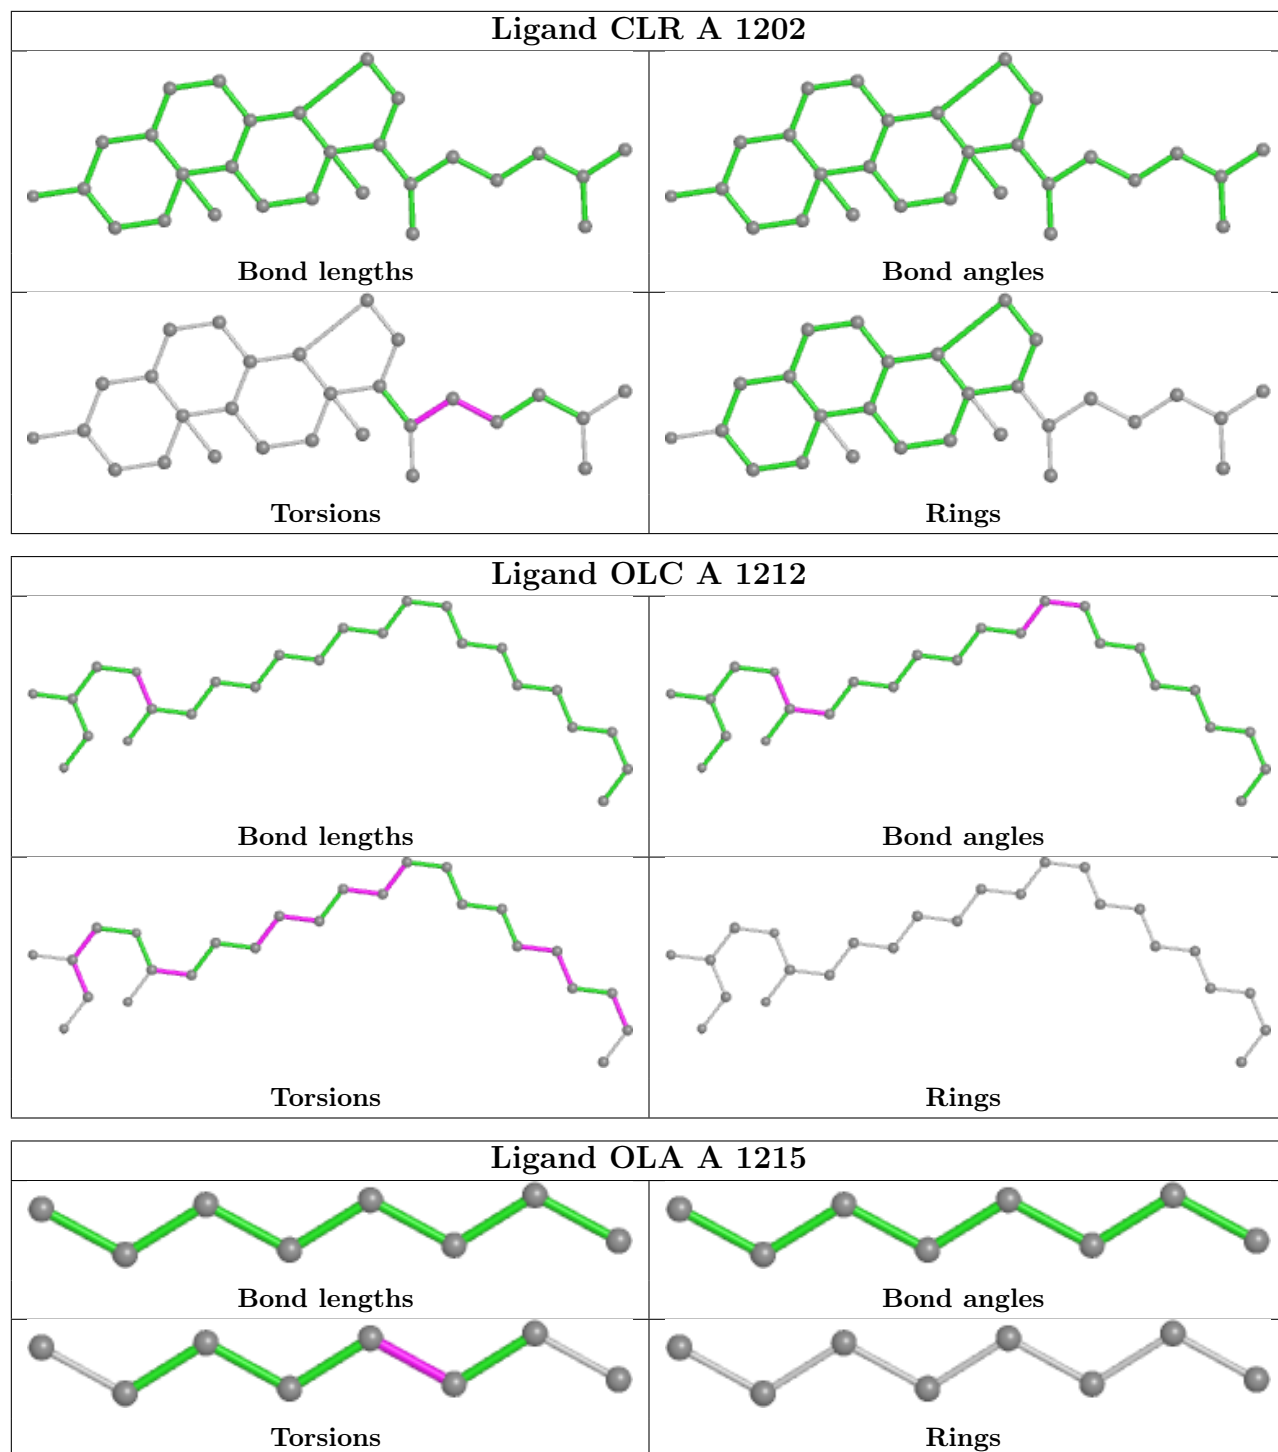 Ligand CLR A 1202
Bond lengths
Bond angles
Torsions
Rings
Ligand OLC A 1212
Bond lengths
Bond angles
Torsions
Rings
Ligand OLA A 1215
Bond lengths
Bond angles
Torsions
Rings